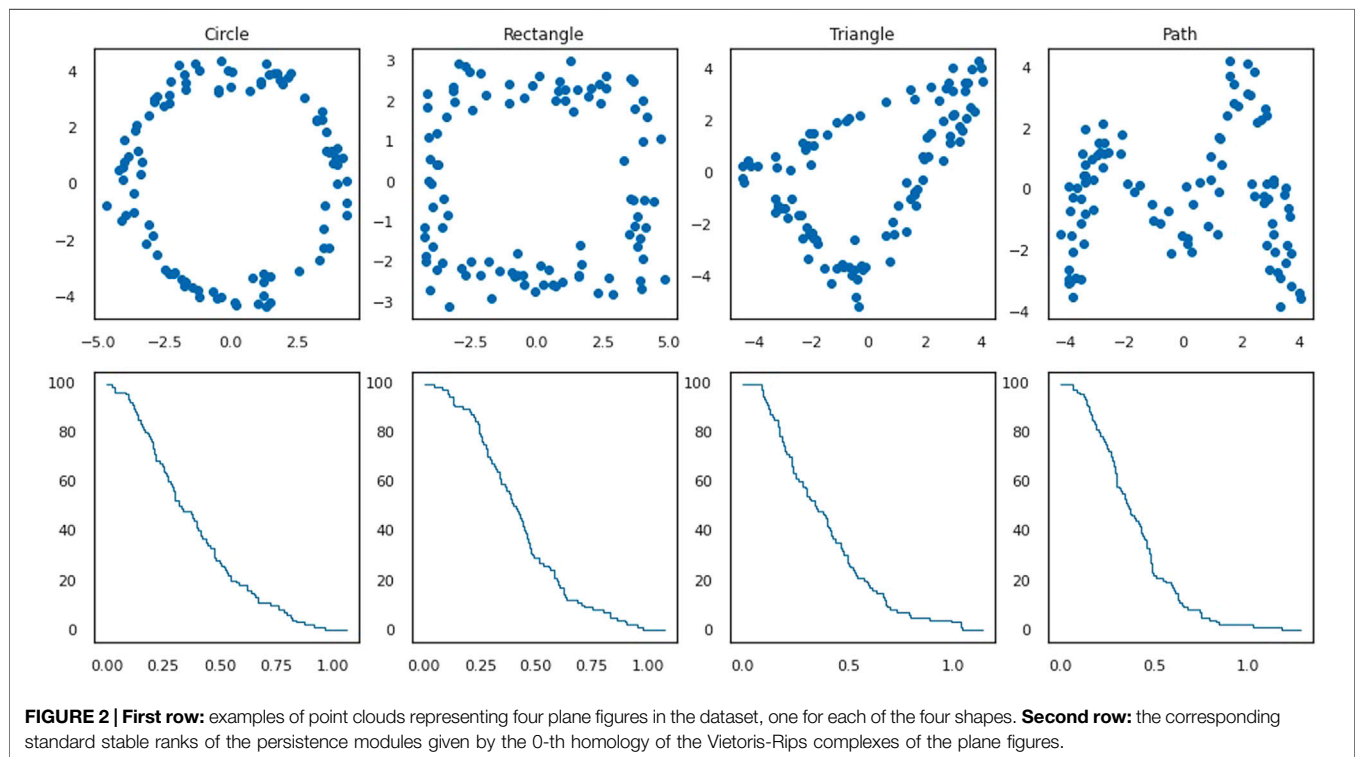 Circle Rectangle Triangle Path
4 3 4 4
2 2 2 2
0 1 0 0
−2 0 −2 −2
−4 −1 −4 −4
−2
−3
−5.0 −2.5 0.0 2.5 −2.5 0.0 2.5 5.0 −4 −2 0 2 4 −4 −2 0 2 4
100 100 100 100
80 80 80 80
60 60 60 60
40 40 40 40
20 20 20 20
0 0 0 0
0.00 0.25 0.50 0.75 1.00 0.00 0.25 0.50 0.75 1.00 0.0 0.5 1.0 0.0 0.5 1.0
FIGURE 2 | First row: examples of point clouds representing four plane figures in the dataset, one for each of the four shapes. Second row: the corresponding
standard stable ranks of the persistence modules given by the 0-th homology of the Vietoris-Rips complexes of the plane figures.